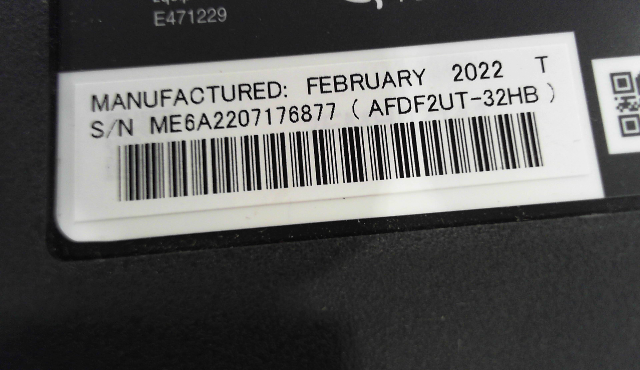 E471229
MANUFACTURED: FEBRUARY 2022 T
S/N ME6A2207176877 ( AFDF2UT-32HB )